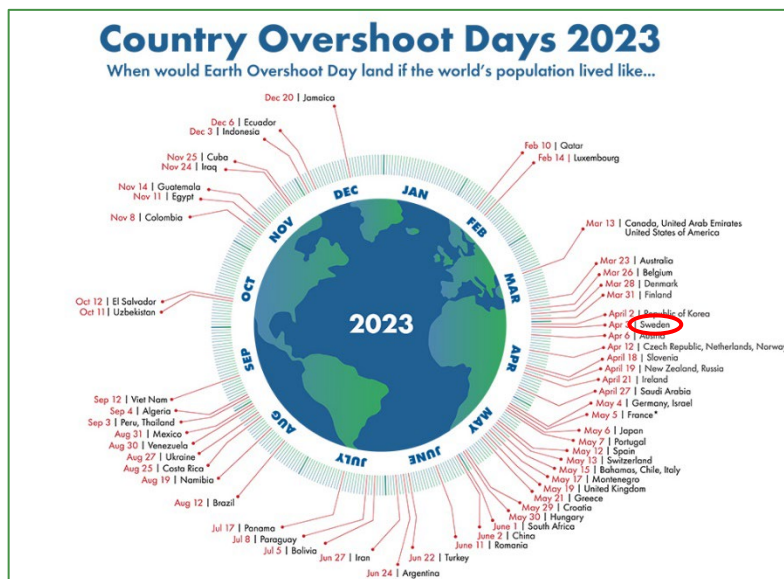 Country Overshoot Days 2023
When would Earth Overshoot Day land if the world's population lived like...
Dec 20 | Jamaica
Dec 6 | Ecuador
Dec 3 | Indonesia
Nov 25 | Cuba
Nov 24 | Iraq
Nov 14 | Guatemala
Nov 11 | Egypt
Nov 8 | Colombia
Oct 12 | El Salvador
Oct 11 | Uzbekistan
Sep 12 | Viet Nam
Sep 4 | Algeria
Sep 3 | Peru, Thailand
Aug 31 | Mexico
Aug 30 | Venezuela
Aug 27 | Ukraine
Aug 25 | Costa Rica
Aug 19 | Namibia
Aug 12 | Brazil
Jul 17 | Panama
Jul 8 | Paraguay
Jul 5 | Bolivia
Jun 27 | Iran
Jun 24 | Argentina
Jun 22 | Turkey
JAN
FEB
MAR
APR
MAY
JUNE
JULY
AUG
SEP
OCT
NOV
DEC
2023
Feb 10 | Qatar
Feb 14 | Luxembourg
Mar 13 | Canada, United Arab Emirates
United States of America
Mar 23 | Australia
Mar 26 | Belgium
Mar 28 | Denmark
Mar 31 | Finland
April 2 | Republic of Korea
Apr 3 | Sweden
Apr 6 | Austria
Apr 12 | Czech Republic, Netherlands, Norway
April 18 | Slovenia
April 19 | New Zealand, Russia
April 21 | Ireland
April 27 | Saudi Arabia
May 4 | Germany, Israel
May 5 | France*
May 6 | Japan
May 7 | Portugal
May 12 | Spain
May 13 | Switzerland
May 15 | Bahamas, Chile, Italy
May 17 | Montenegro
May 19 | United Kingdom
May 21 | Greece
May 29 | Croatia
May 30 | Hungary
June 1 | South Africa
June 2 | China
June 11 | Romania